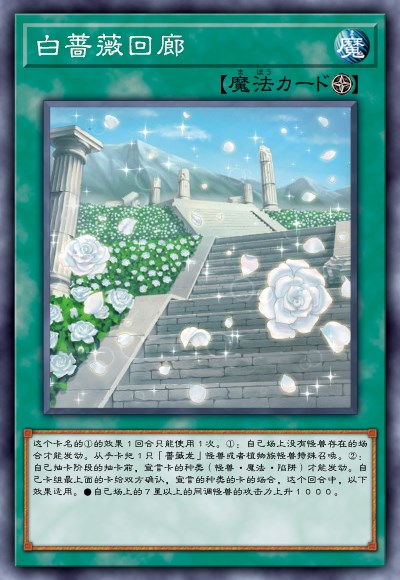 白薔薇回廊
魔
【魔法カード】
まほう
这个卡名的①的效果1回合只能使用1次。①：自己场上没有怪兽存在的场
合才能发动。从手卡把1只「薔薇龙」怪兽或者植物族怪兽特殊召唤。②：
自己抽卡阶段的抽卡前，宣言卡的种类（怪兽·魔法·陷阱）才能发动。自
己卡组最上面的卡给双方确认，宣言的种类的卡的场合，这个回合中，以下
效果适用。●自己场上的7星以上的同调怪兽的攻击力上升1000。